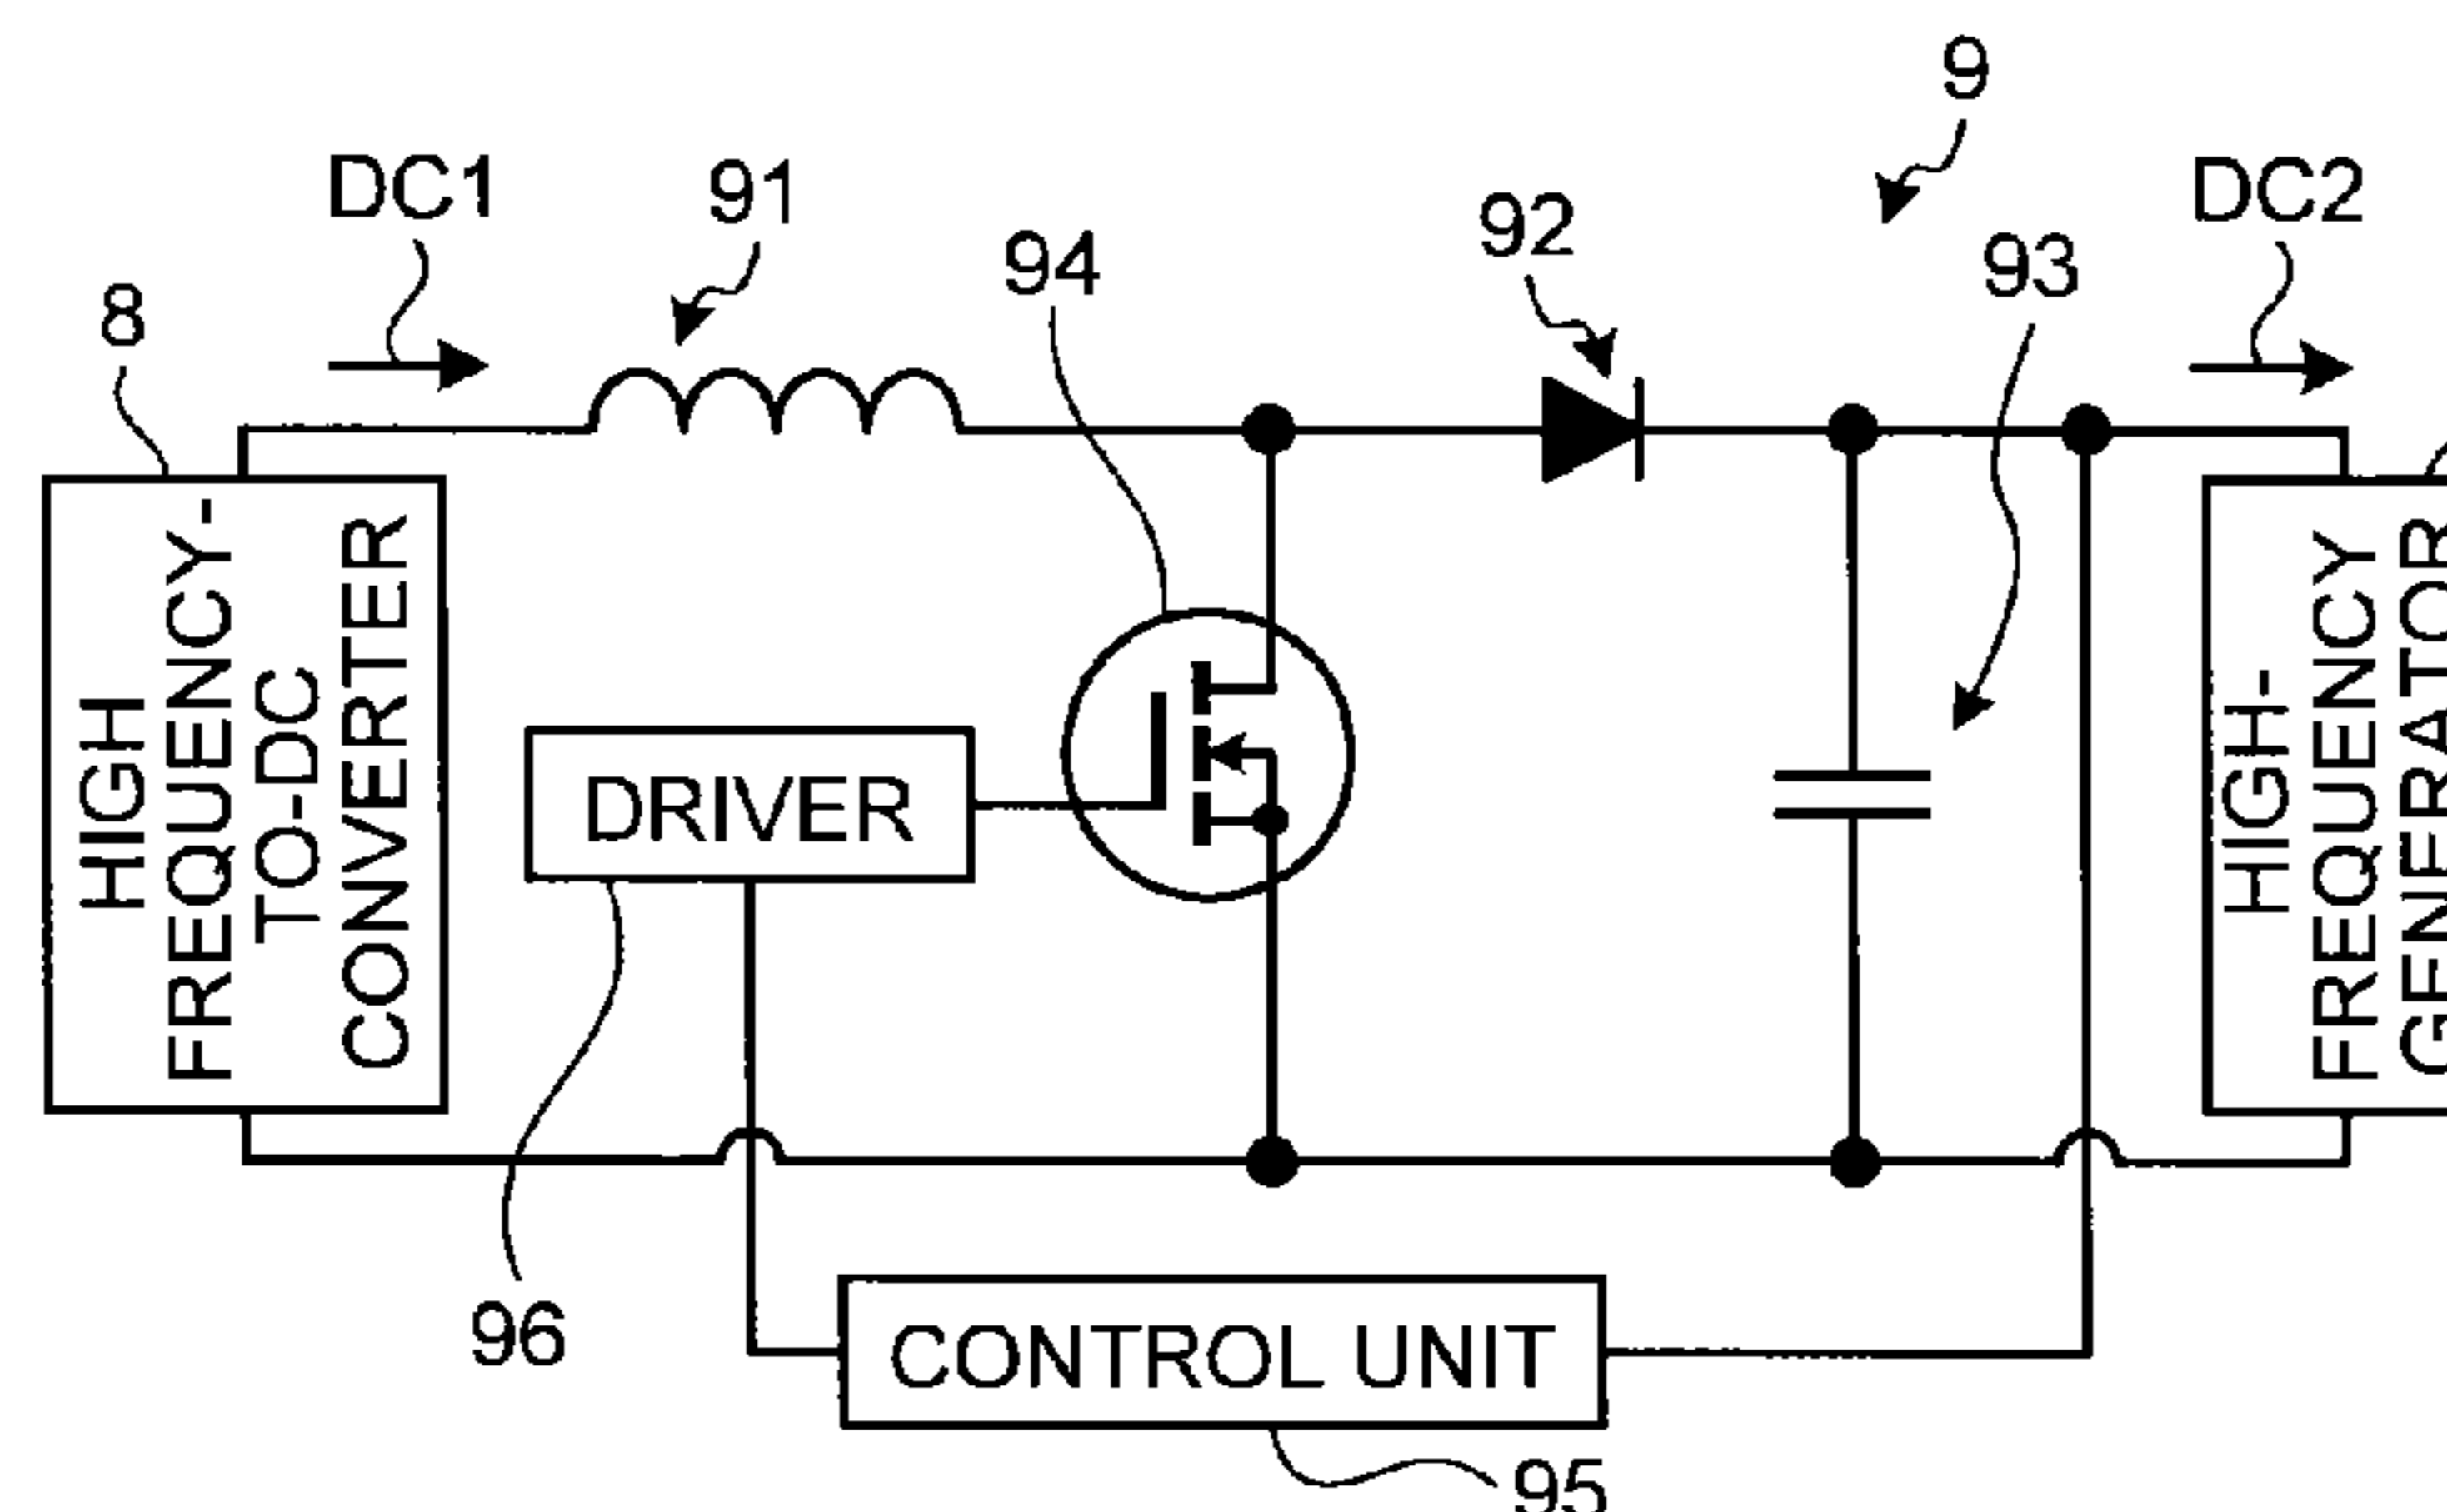 9
DC1
91
92
DC2
94
93
8
HIGH
FREQUENCY-
TO-DC
CONVERTER
DRIVER
HIGH-
FREQUENCY
GENERATOR
96
CONTROL UNIT
95